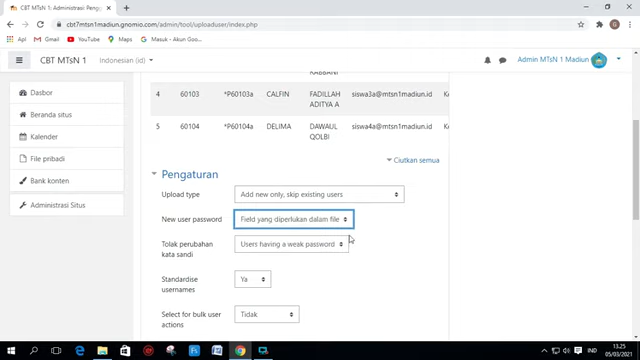 CBT MTsN 1: Administrasi Pengg
cbt7mtsn1madiun.gnomio.com/admin/tool/uploaduser/index.php
Api
Gmail
YouTube
Maps
Masuk - Akun Goog...
CBT MTsN 1
Indonesian (id)
Admin MTsN 1 Madiun
Dasbor
Beranda situs
Kalender
File pribadi
Bank konten
Administrasi Situs
KABBANI
4 60103 *P60103a CALFIN FADILLAH siswa3a@mtsn1madiun.id
ADITYA A
5 60104 *P60104a DELIMA DAWAUL siswa4a@mtsn1madiun.id
QOLBI
Ciutkan semua
Pengaturan
Upload type Add new only, skip existing users
New user password Field yang diperlukan dalam file
Tolak perubahan Users having a weak password
kata sandi
Standardise Ya
usernames
Select for bulk user Tidak
actions
IND
13.25
05/03/2021